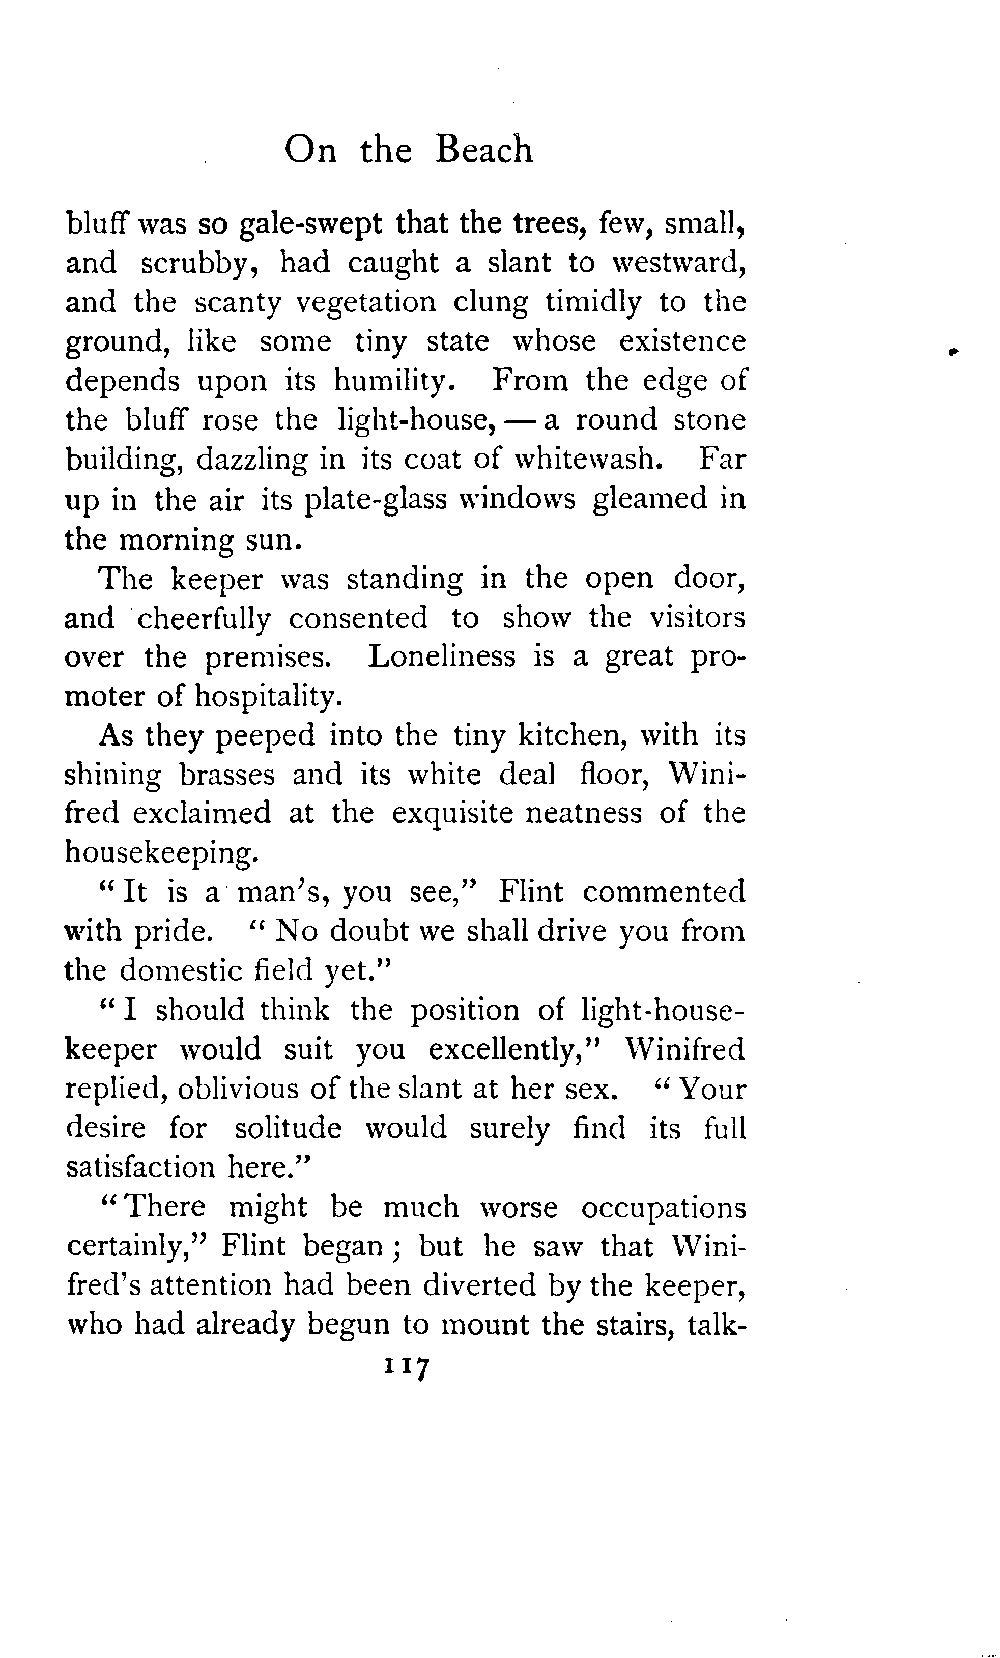 On the Beach
bluff was so gale-swept that the trees, few, small,
and scrubby, had caught a slant to westward,
and the scanty vegetation clung timidly to the
ground, like some tiny state whose existence
depends upon its humility. From the edge of
the bluff rose the light-house, — a round stone
building, dazzling in its coat of whitewash. Far
up in the air its plate-glass windows gleamed in
the morning sun.
The keeper was standing in the open door,
and cheerfully consented to show the visitors
over the premises. Loneliness is a great pro-
moter of hospitality.
As they peeped into the tiny kitchen, with its
shining brasses and its white deal floor, Wini-
fred exclaimed at the exquisite neatness of the
housekeeping.
"It is a man's, you see," Flint commented
with pride. "No doubt we shall drive you from
the domestic field yet."
"I should think the position of light-house-
keeper would suit you excellently," Winifred
replied, oblivious of the slant at her sex. "Your
desire for solitude would surely find its full
satisfaction here."
"There might be much worse occupations
certainly," Flint began; but he saw that Wini-
fred's attention had been diverted by the keeper,
who had already begun to mount the stairs, talk-
117